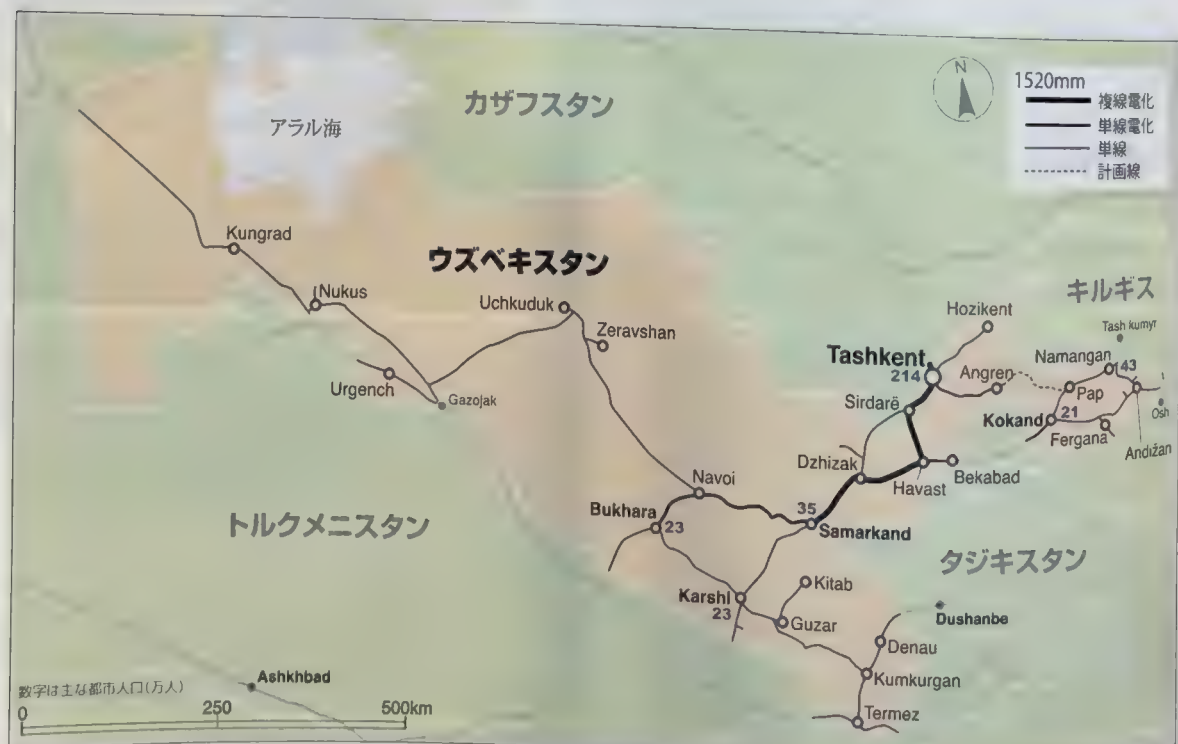 カザフスタン
アラル海
N
1520mm
複線電化
単線電化
単線
計画線
Kungrad
ウズベキスタン
Nukus
Uchkuduk
Zeravshan
Urgench
Gazojak
キルギス
Hozikent
Tash kumyr
Tashkent
214
Angren
Namangan
43
Pap
Sirdarë
Kokand
21
Osh
Fergana
Andižan
Dzhizak
Havast
Bekabad
Navoi
Bukhara
23
35
Samarkand
トルクメニスタン
タジキスタン
Karshi
23
Kitab
Guzar
Dushanbe
Denau
Kumkurgan
Termez
Ashkhbad
数字は主な都市人口(万人)
0 250 500km